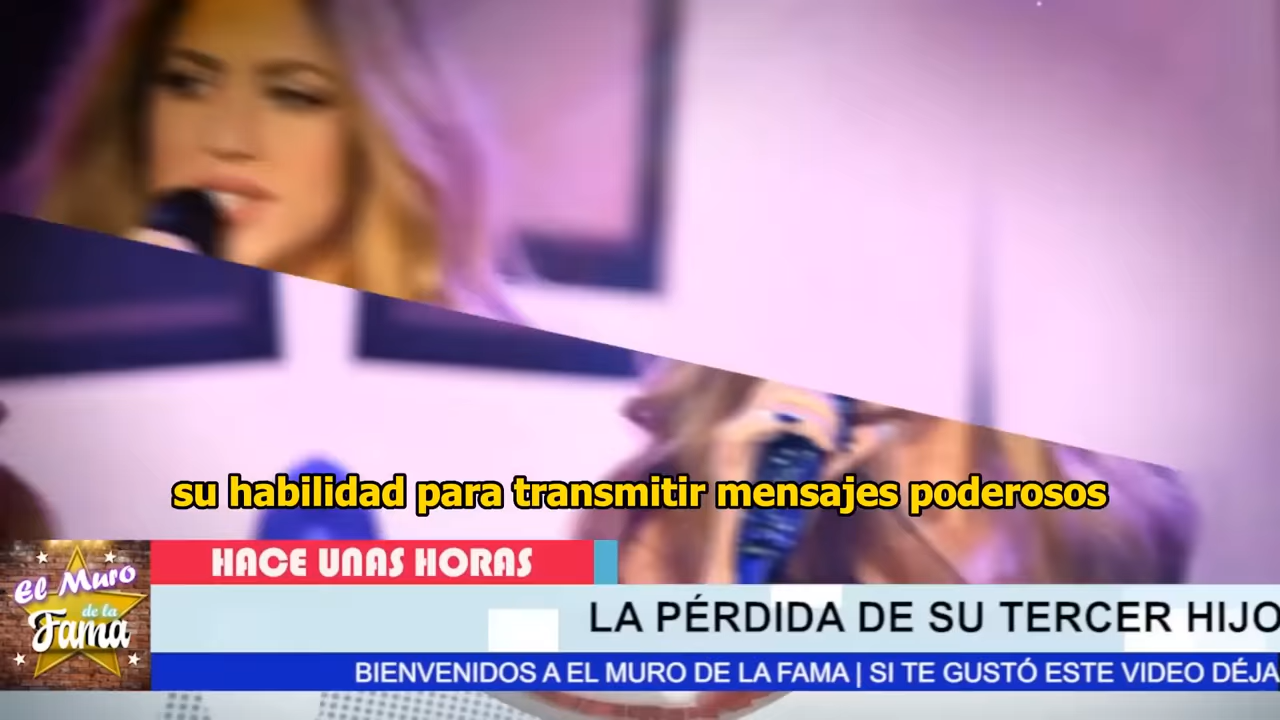 su habilidad para transmitir mensajes poderosos
HACE UNAS HORAS
El Muro
de la
Fama
LA PÉRDIDA DE SU TERCER HIJO
BIENVENIDOS A EL MURO DE LA FAMA | SI TE GUSTÓ ESTE VIDEO DÉJA